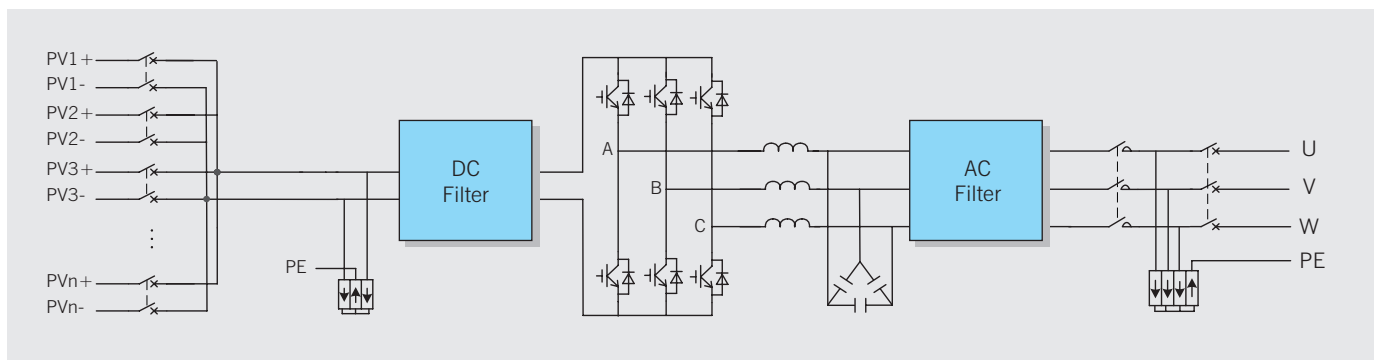 PV1+
PV1-
PV2+
PV2-
PV3+
PV3-
PVn+
PVn-
PE
DC
Filter
A
B
C
AC
Filter
U
V
W
PE